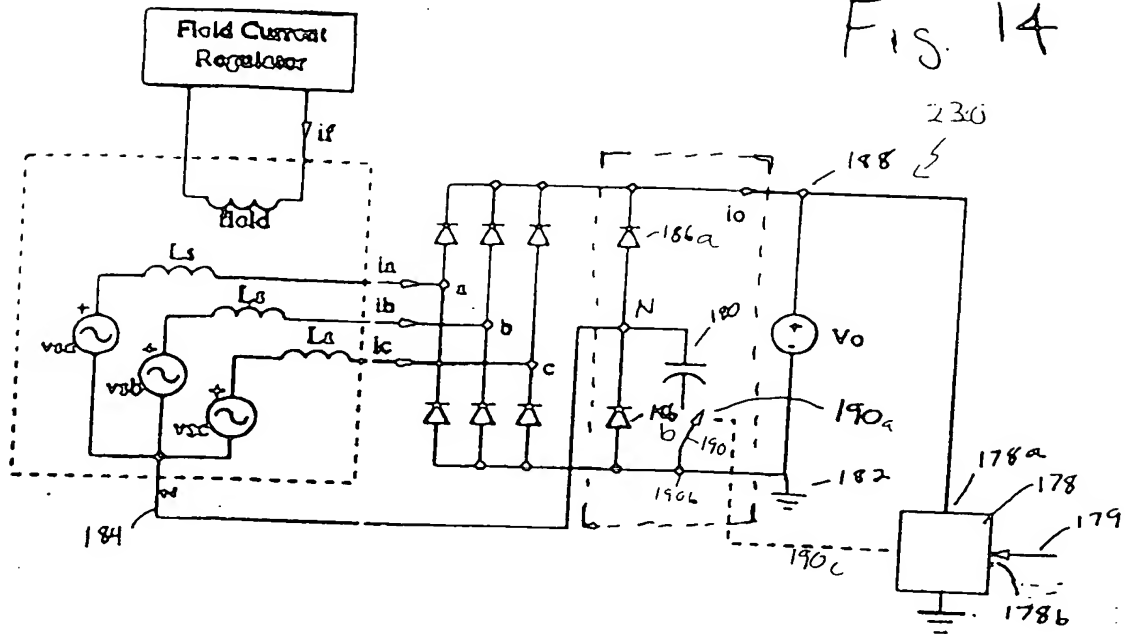 Field Current
Regulator
Fig. 14
if
230
188
Field
io
186a
Ls
ia
a
N
180
Ls
ib
b
Vo
vsa
Ls
ic
c
vsb
vsc
186
b
190
190a
190b
182
178a
178
179
184
190c
178b